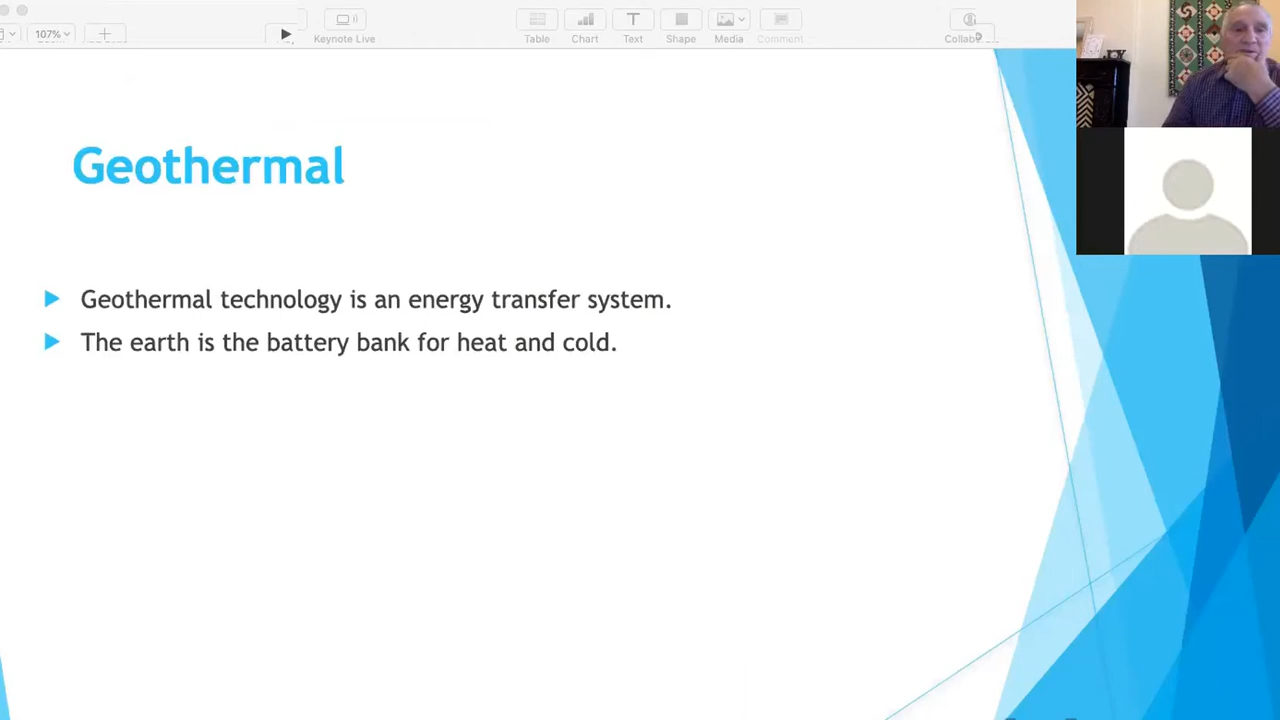 107%
Keynote Live
Table
Chart
Text
Shape
Media
Comment
Geothermal
Geothermal technology is an energy transfer system.
The earth is the battery bank for heat and cold.